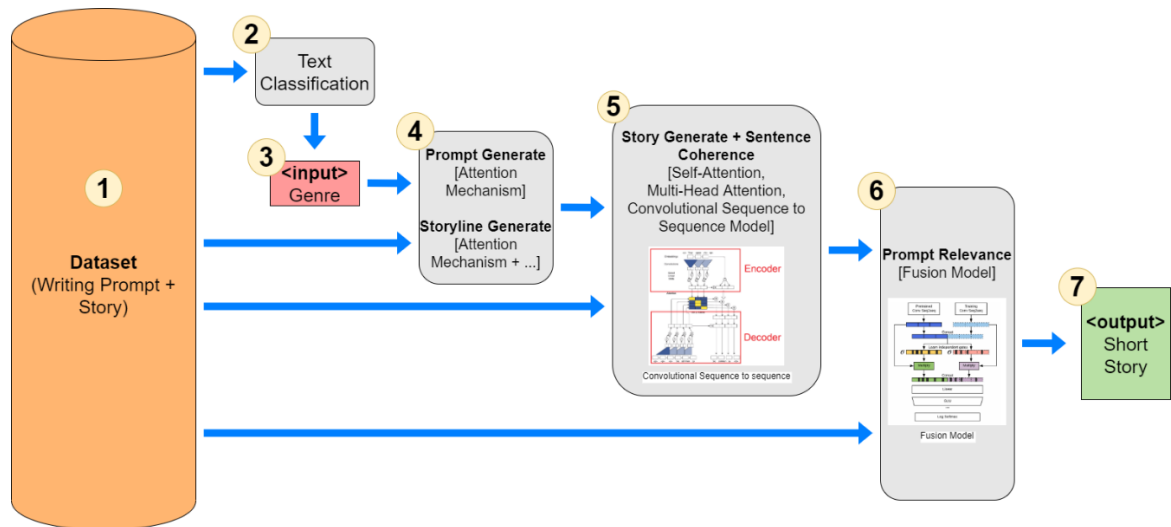 1
Dataset
(Writing Prompt +
Story)
2
Text
Classification
3
<input>
Genre
4
Prompt Generate
[Attention
Mechanism]
Storyline Generate
[Attention
Mechanism + ...]
5
Story Generate + Sentence
Coherence
[Self-Attention,
Multi-Head Attention,
Convolutional Sequence to
Sequence Model]
Encoder
Decoder
Convolutional Sequence to sequence
6
Prompt Relevance
[Fusion Model]
Fusion Model
7
<output>
Short
Story